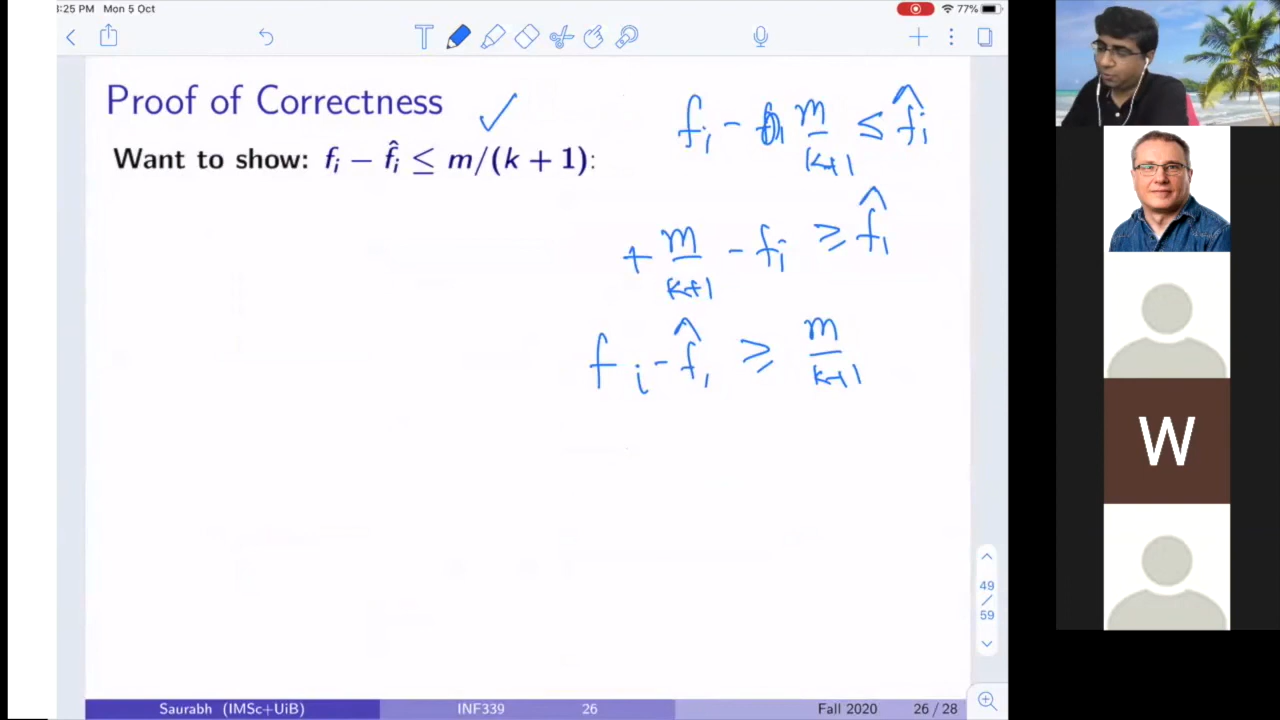 :25 PM Mon 5 Oct
77%
Proof of Correctness ✓
Want to show: fᵢ − f̂ᵢ ≤ m/(k + 1):
fᵢ − m/k+1 ≤ f̂ᵢ
+ m/k+1 − fᵢ ≥ f̂ᵢ
fᵢ − f̂ᵢ ≥ m/k+1
W
49
/
59
Saurabh (IMSc+UiB) INF339 26 Fall 2020 26 / 28